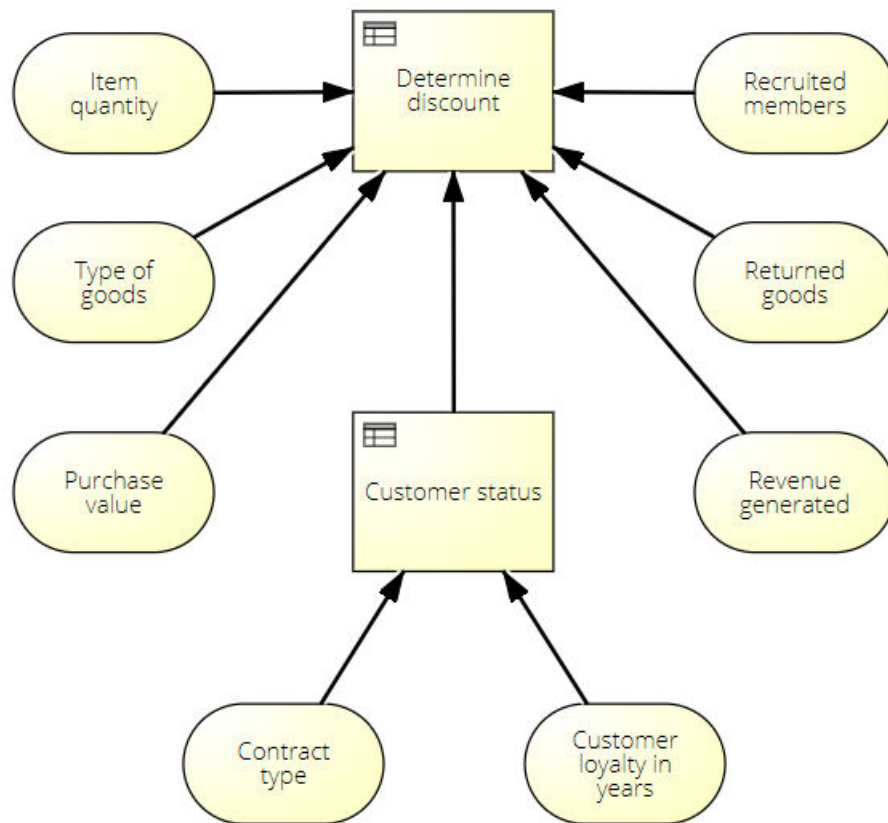 Item
quantity
Determine
discount
Recruited
members
Type of
goods
Returned
goods
Purchase
value
Customer status
Revenue
generated
Contract
type
Customer
loyalty in
years